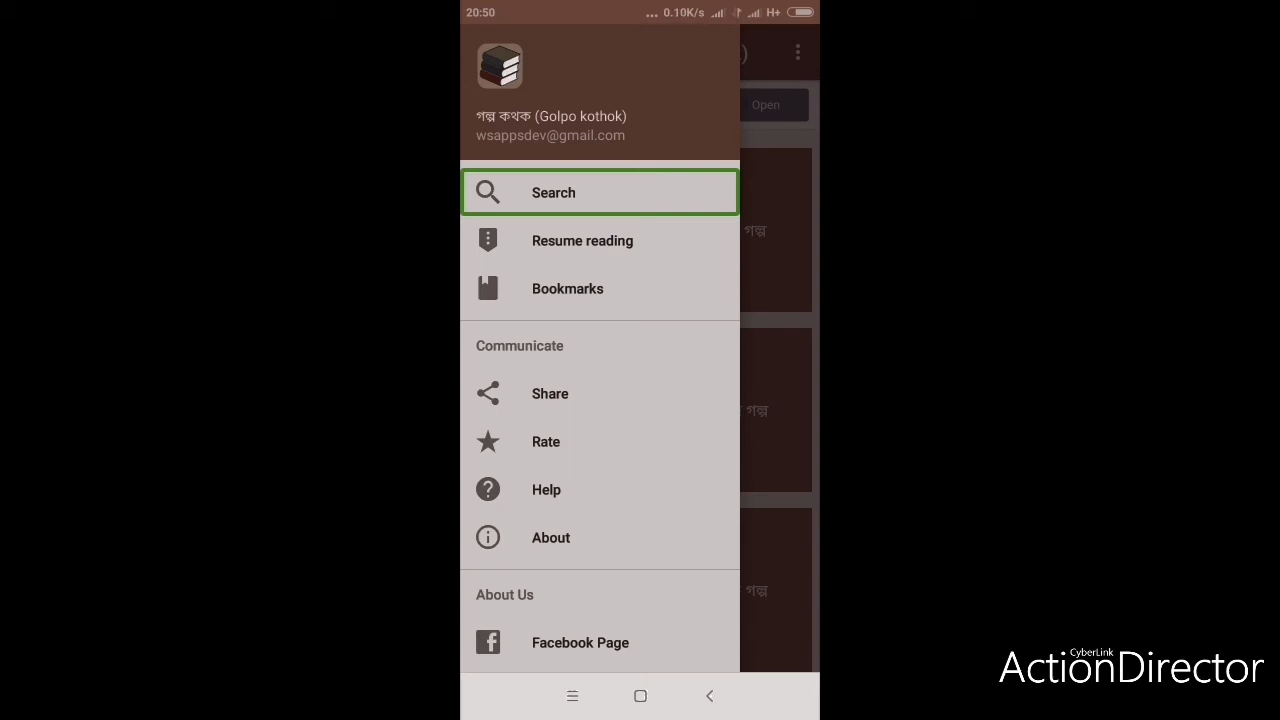 20:50
... 0.10K/s H+
গল্প কথক (Golpo kothok)
wsappsdev@gmail.com
)
Open
Search
Resume reading
গল্প
Bookmarks
Communicate
Share
গল্প
Rate
Help
About
About Us
গল্প
Facebook Page
CyberLink
ActionDirector